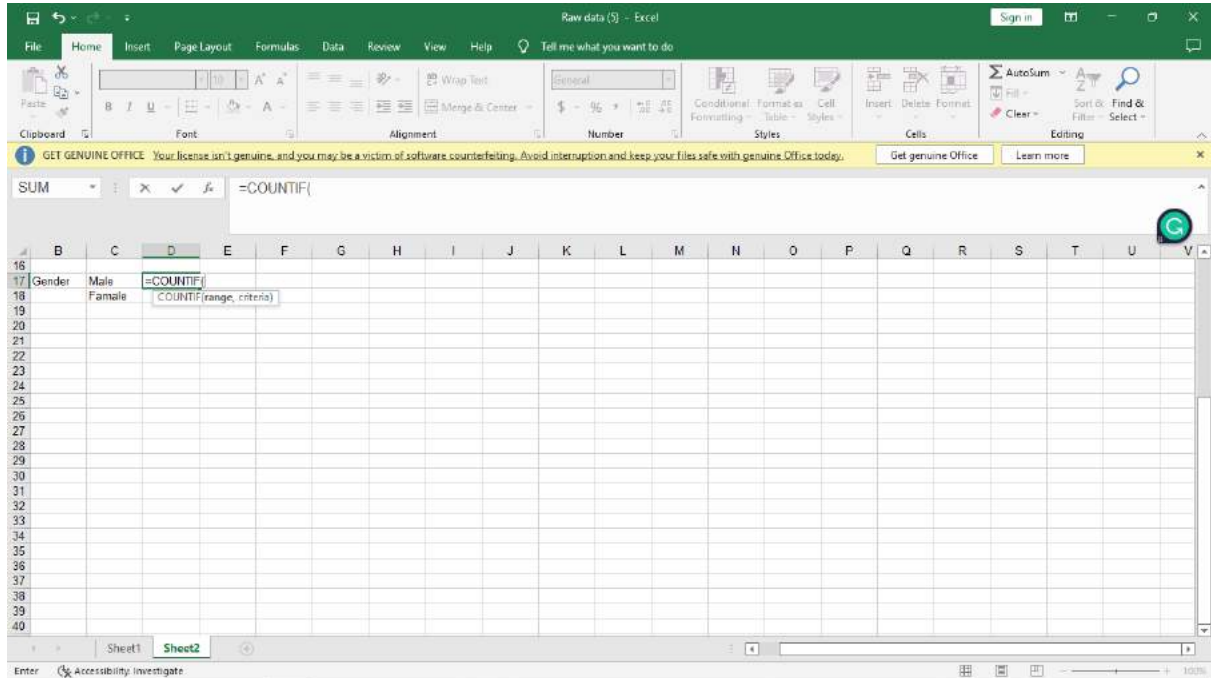 Raw data (5) - Excel
Sign in
File Home Insert Page Layout Formulas Data Review View Help Tell me what you want to do
Paste
10 A A
B I U A
Wrap Text
Merge & Center
General
$ - % ,
Conditional Formatting
Format as Table
Cell Styles
Insert Delete Format
Σ AutoSum
Fill
Clear
Sort & Filter
Find & Select
Clipboard Font Alignment Number Styles Cells Editing
GET GENUINE OFFICE Your license isn't genuine, and you may be a victim of software counterfeiting. Avoid interruption and keep your files safe with genuine Office today. Get genuine Office Learn more
SUM fx =COUNTIF(
B C D E F G H I J K L M N O P Q R S T U V
16
17 Gender Male =COUNTIF(
18 Famale COUNTIF(range, criteria)
19
20
21
22
23
24
25
26
27
28
29
30
31
32
33
34
35
36
37
38
39
40
Sheet1 Sheet2
Enter Accessibility: Investigate 100%